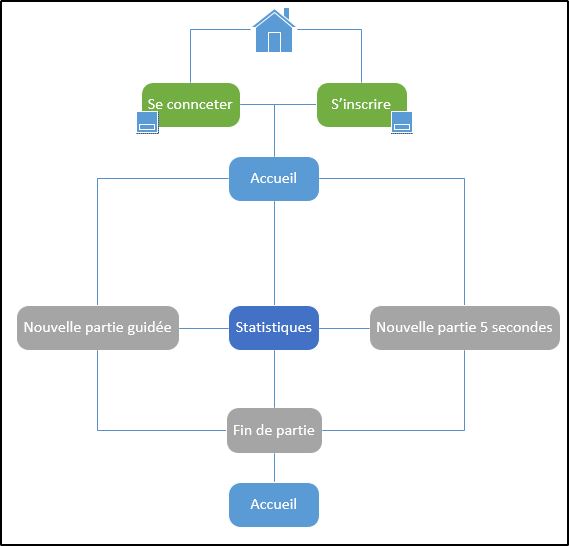 Se connceter
S'inscrire
Accueil
Nouvelle partie guidée
Statistiques
Nouvelle partie 5 secondes
Fin de partie
Accueil